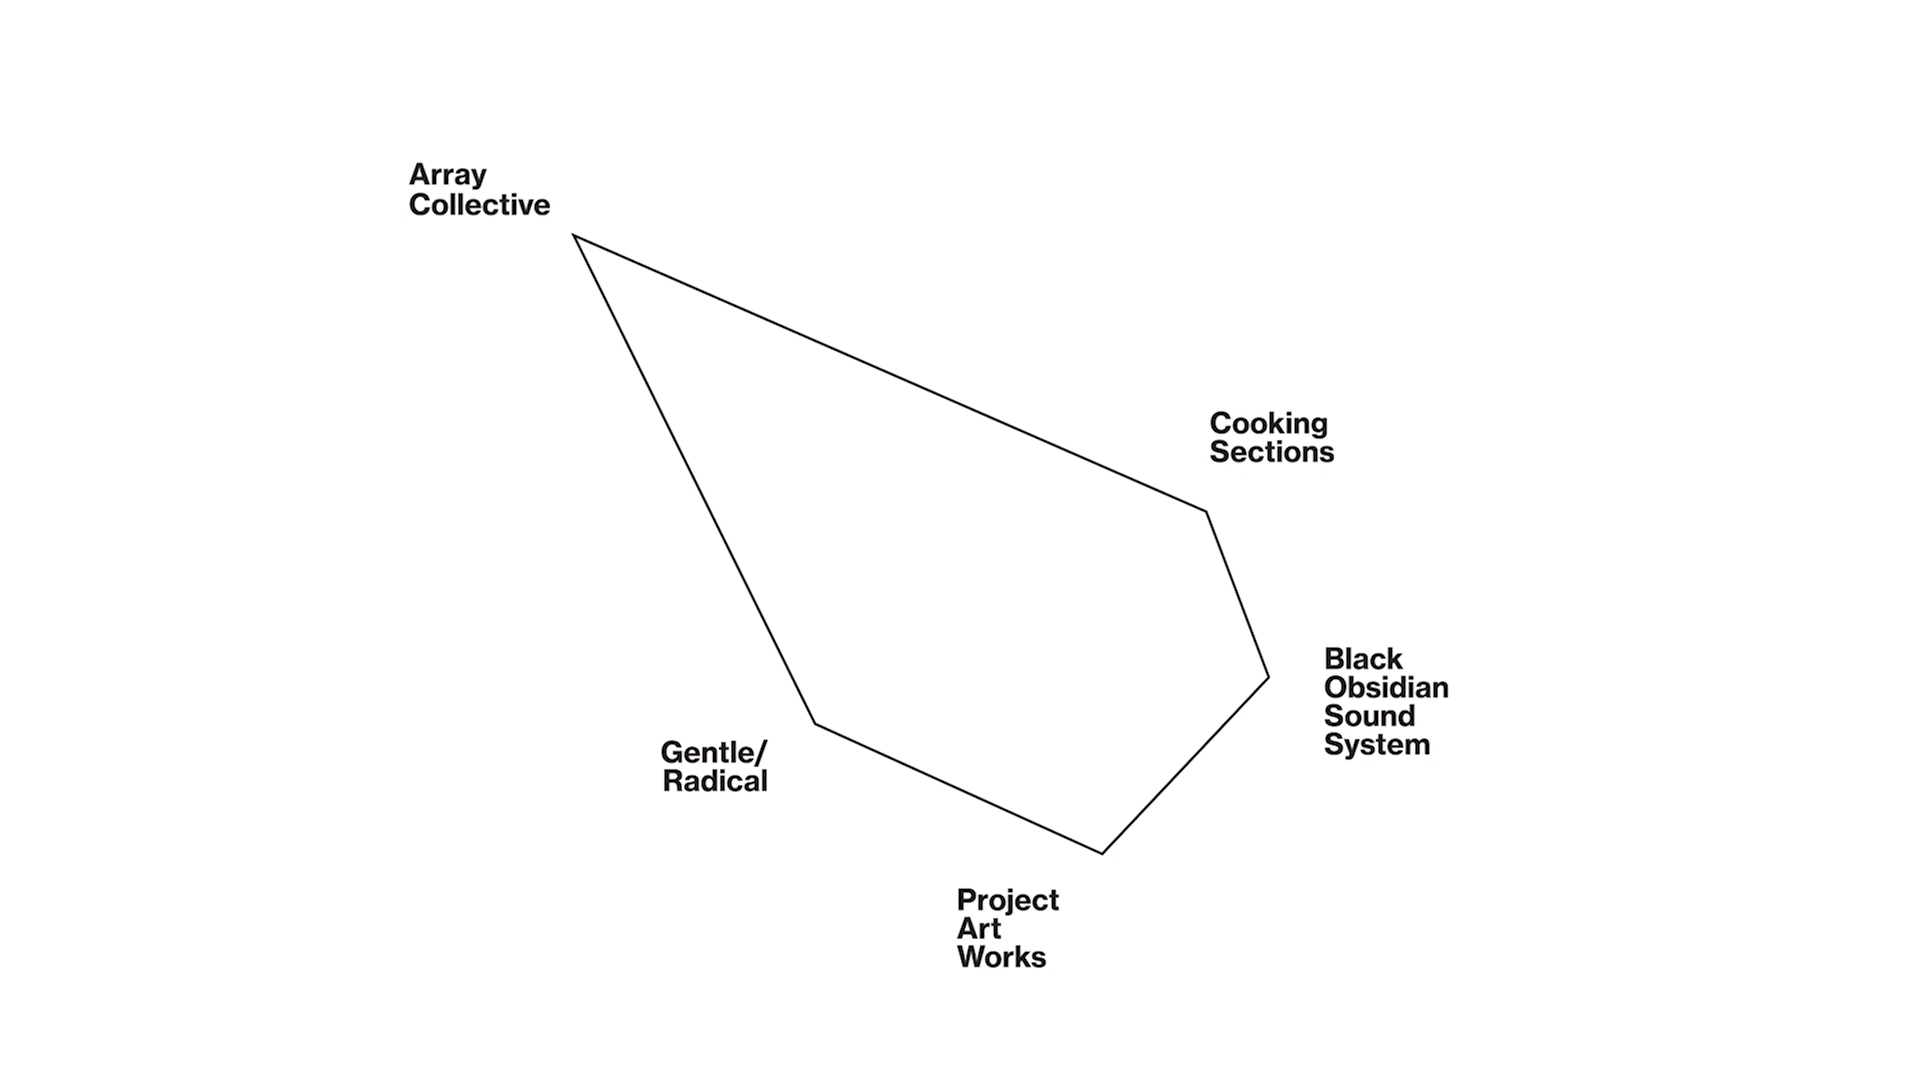 Array
Collective
Cooking
Sections
Black
Obsidian
Sound
System
Gentle/
Radical
Project
Art
Works